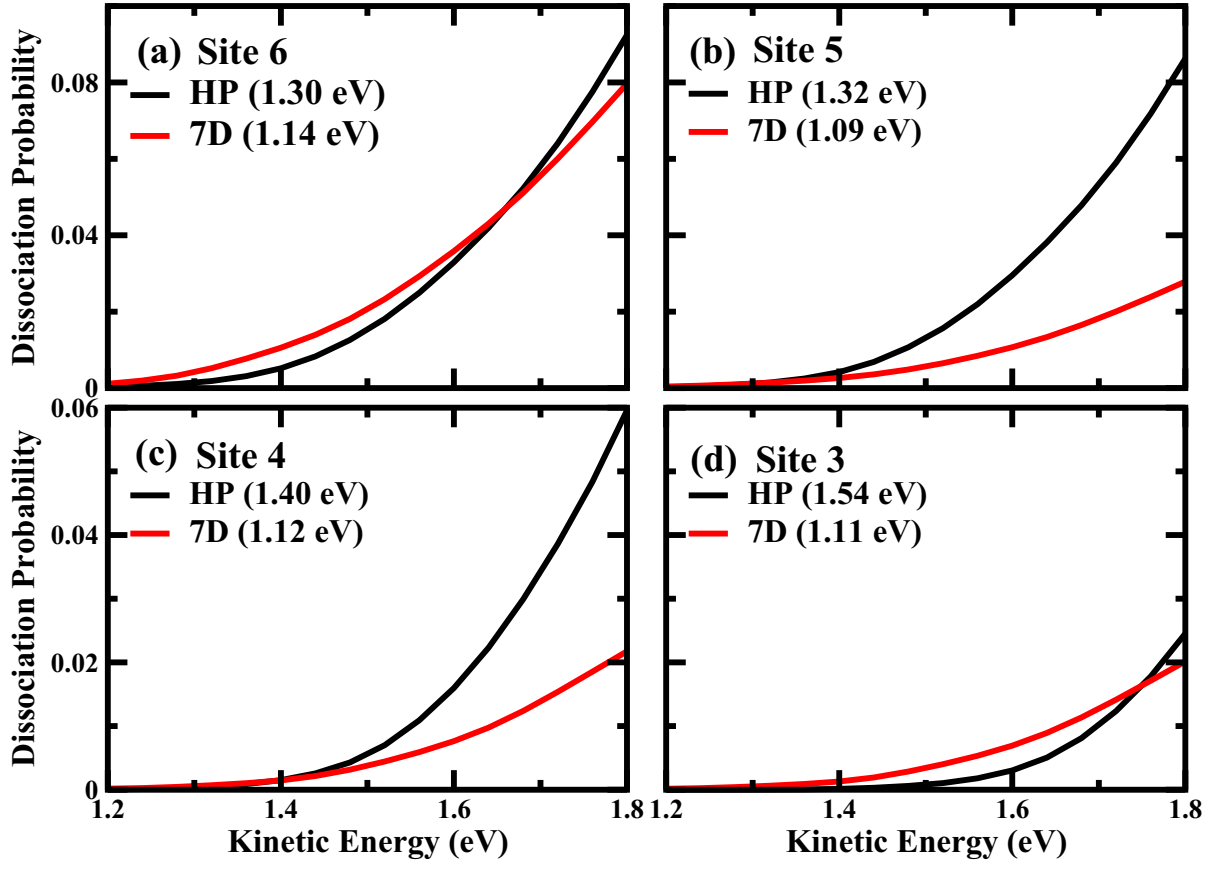 Dissociation Probability
0.08
0.04
0
(a) Site 6
HP (1.30 eV)
7D (1.14 eV)
(b) Site 5
HP (1.32 eV)
7D (1.09 eV)
Dissociation Probability
0.06
0.04
0.02
0
(c) Site 4
HP (1.40 eV)
7D (1.12 eV)
(d) Site 3
HP (1.54 eV)
7D (1.11 eV)
1.2 1.4 1.6 1.8
1.2 1.4 1.6 1.8
Kinetic Energy (eV)
Kinetic Energy (eV)